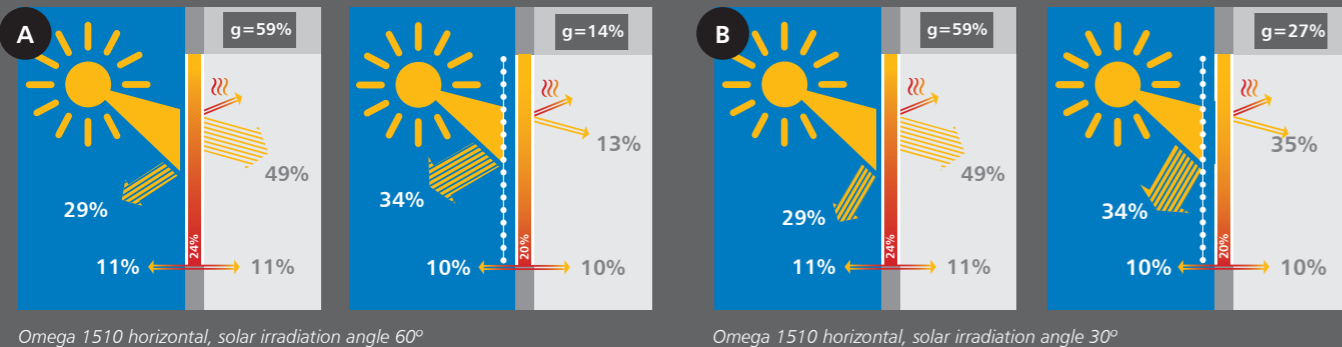 A
g=59%
29%
49%
24%
11%
11%
g=14%
34%
13%
20%
10%
10%
Omega 1510 horizontal, solar irradiation angle 60º
B
g=59%
29%
49%
24%
11%
11%
g=27%
34%
35%
20%
10%
10%
Omega 1510 horizontal, solar irradiation angle 30º